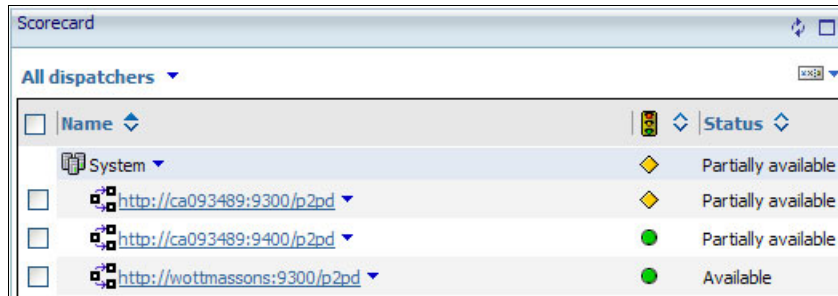 Scorecard
All dispatchers
Name Status
System Partially available
http://ca093489:9300/p2pd Partially available
http://ca093489:9400/p2pd Partially available
http://wottmassons:9300/p2pd Available